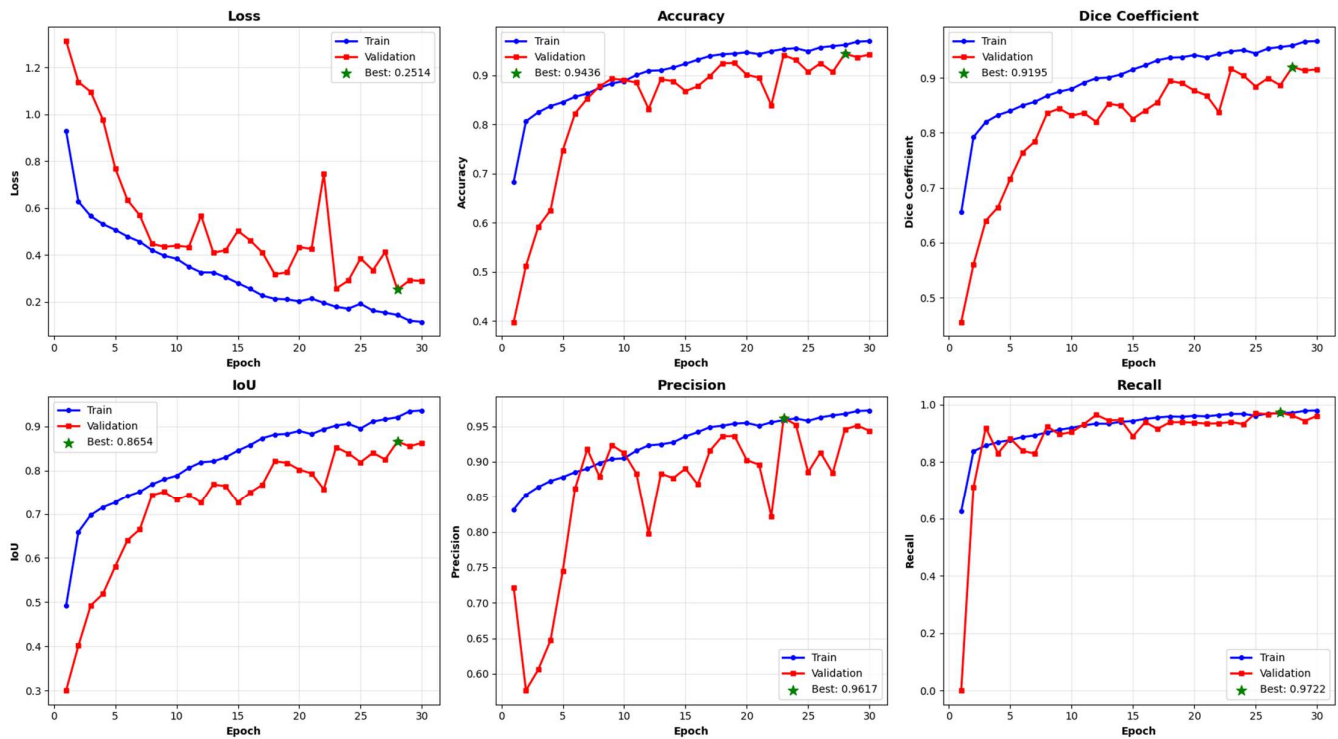 Loss
Train
Validation
Best: 0.2514
1.2
1.0
0.8
0.6
0.4
0.2
Loss
0 5 10 15 20 25 30
Epoch
Accuracy
Train
Validation
Best: 0.9436
0.9
0.8
0.7
0.6
0.5
0.4
Accuracy
0 5 10 15 20 25 30
Epoch
Dice Coefficient
Train
Validation
Best: 0.9195
0.9
0.8
0.7
0.6
0.5
Dice Coefficient
0 5 10 15 20 25 30
Epoch
IoU
Train
Validation
Best: 0.8654
0.9
0.8
0.7
0.6
0.5
0.4
0.3
IoU
0 5 10 15 20 25 30
Epoch
Precision
0.95
0.90
0.85
0.80
0.75
0.70
0.65
0.60
Precision
Train
Validation
Best: 0.9617
0 5 10 15 20 25 30
Epoch
Recall
1.0
0.8
0.6
0.4
0.2
0.0
Recall
Train
Validation
Best: 0.9722
0 5 10 15 20 25 30
Epoch